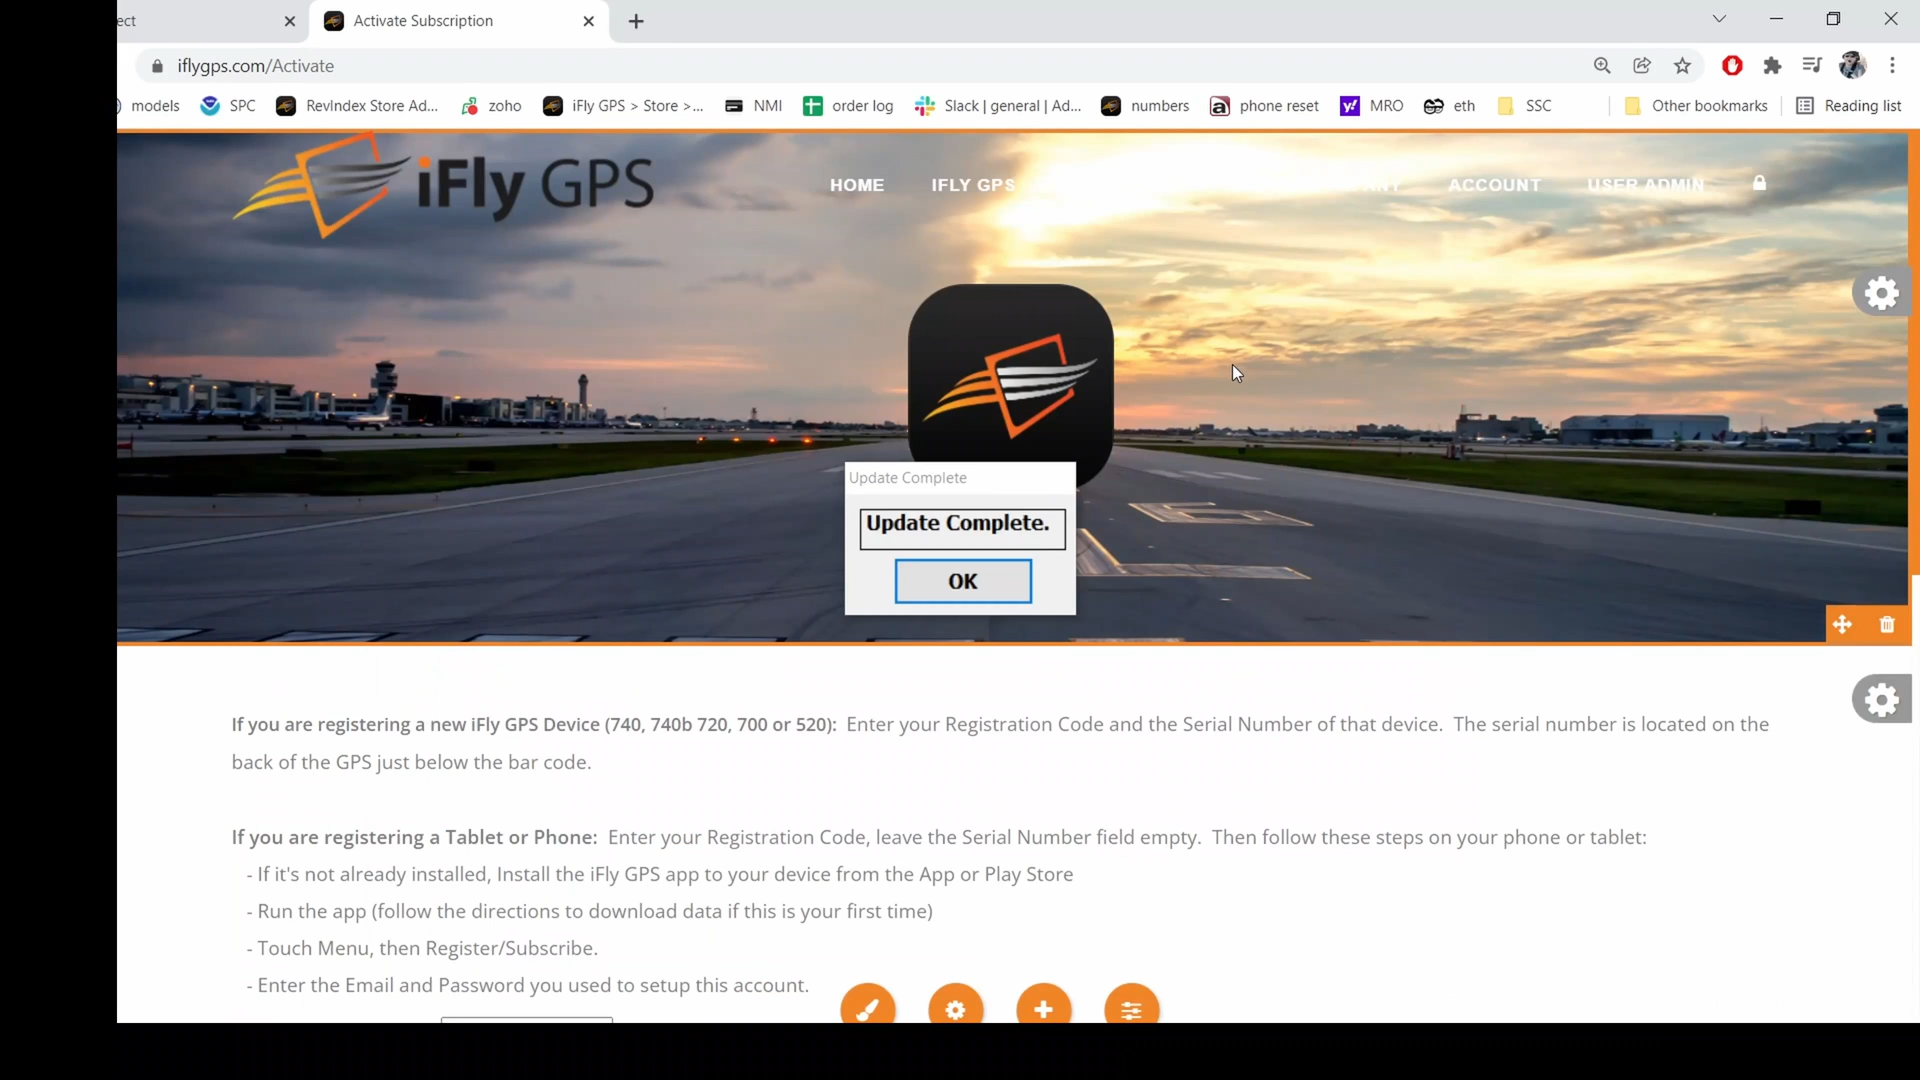 ect
Activate Subscription
iflygps.com/Activate
models SPC RevIndex Store Ad... zoho iFly GPS > Store >... NMI order log Slack | general | Ad... numbers phone reset MRO eth SSC Other bookmarks Reading list
iFly GPS
HOME IFLY GPS ACCOUNT USER ADMIN
Update Complete
Update Complete.
OK
If you are registering a new iFly GPS Device (740, 740b 720, 700 or 520): Enter your Registration Code and the Serial Number of that device. The serial number is located on the
back of the GPS just below the bar code.
If you are registering a Tablet or Phone: Enter your Registration Code, leave the Serial Number field empty. Then follow these steps on your phone or tablet:
- If it's not already installed, Install the iFly GPS app to your device from the App or Play Store
- Run the app (follow the directions to download data if this is your first time)
- Touch Menu, then Register/Subscribe.
- Enter the Email and Password you used to setup this account.